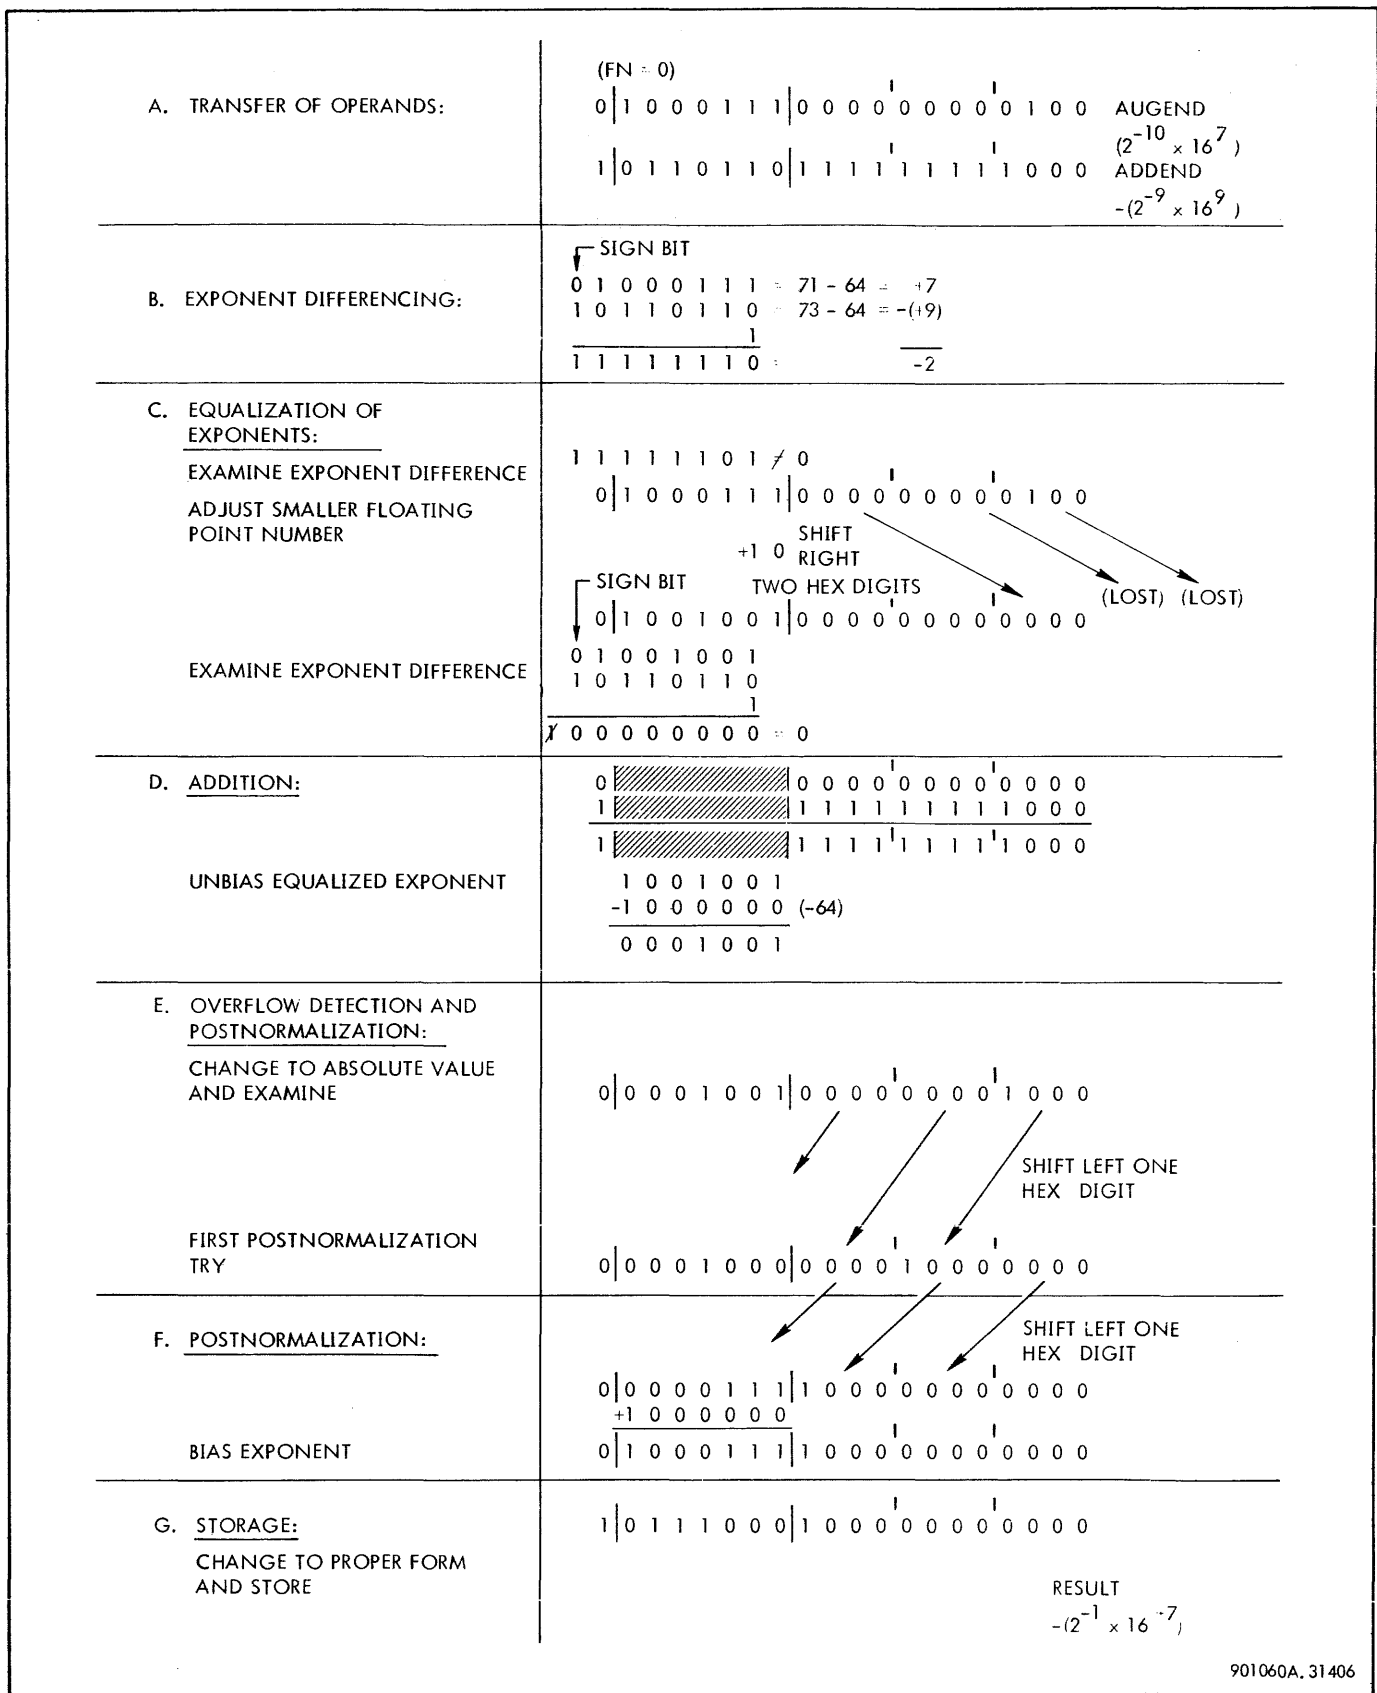 (FN = 0)
A. TRANSFER OF OPERANDS:
0|1 0 0 0 1 1 1|0 0 0 0 0 0 0 0 0 1 0 0 AUGEND
(2^-10 × 16^7)
1|0 1 1 0 1 1 0|1 1 1 1 1 1 1 1 1 0 0 0 ADDEND
-(2^-9 × 16^9)
SIGN BIT
B. EXPONENT DIFFERENCING:
0 1 0 0 0 1 1 1 = 71 - 64 = +7
1 0 1 1 0 1 1 0 = 73 - 64 = -(+9)
1
1 1 1 1 1 1 1 0 = -2
C. EQUALIZATION OF
EXPONENTS:
EXAMINE EXPONENT DIFFERENCE
1 1 1 1 1 1 0 1 ≠ 0
0|1 0 0 0 1 1 1|0 0 0 0 0 0 0 0 0 1 0 0
ADJUST SMALLER FLOATING
POINT NUMBER
+1 0 SHIFT
RIGHT
TWO HEX DIGITS
(LOST) (LOST)
SIGN BIT
0|1 0 0 1 0 0 1|0 0 0 0 0 0 0 0 0 0 0 0
EXAMINE EXPONENT DIFFERENCE
0 1 0 0 1 0 0 1
1 0 1 1 0 1 1 0
1
1 0 0 0 0 0 0 0 0 = 0
D. ADDITION:
0 0 0 0 0 0 0 0 0 0 0 0 0
1 1 1 1 1 1 1 1 1 1 0 0 0
1 1 1 1 1 1 1 1 1 1 0 0 0
UNBIAS EQUALIZED EXPONENT
1 0 0 1 0 0 1
-1 0 0 0 0 0 0 (-64)
0 0 0 1 0 0 1
E. OVERFLOW DETECTION AND
POSTNORMALIZATION:
CHANGE TO ABSOLUTE VALUE
AND EXAMINE
0|0 0 0 1 0 0 1|0 0 0 0 0 0 0 0 1 0 0 0
SHIFT LEFT ONE
HEX DIGIT
FIRST POSTNORMALIZATION
TRY
0|0 0 0 1 0 0 0|0 0 0 0 1 0 0 0 0 0 0 0
F. POSTNORMALIZATION:
SHIFT LEFT ONE
HEX DIGIT
0|0 0 0 0 1 1 1|1 0 0 0 0 0 0 0 0 0 0 0
+1 0 0 0 0 0 0
BIAS EXPONENT
0|1 0 0 0 1 1 1|1 0 0 0 0 0 0 0 0 0 0 0
G. STORAGE:
1|0 1 1 1 0 0 0|1 0 0 0 0 0 0 0 0 0 0 0
CHANGE TO PROPER FORM
AND STORE
RESULT
-(2^-1 × 16^+7)
901060A.31406